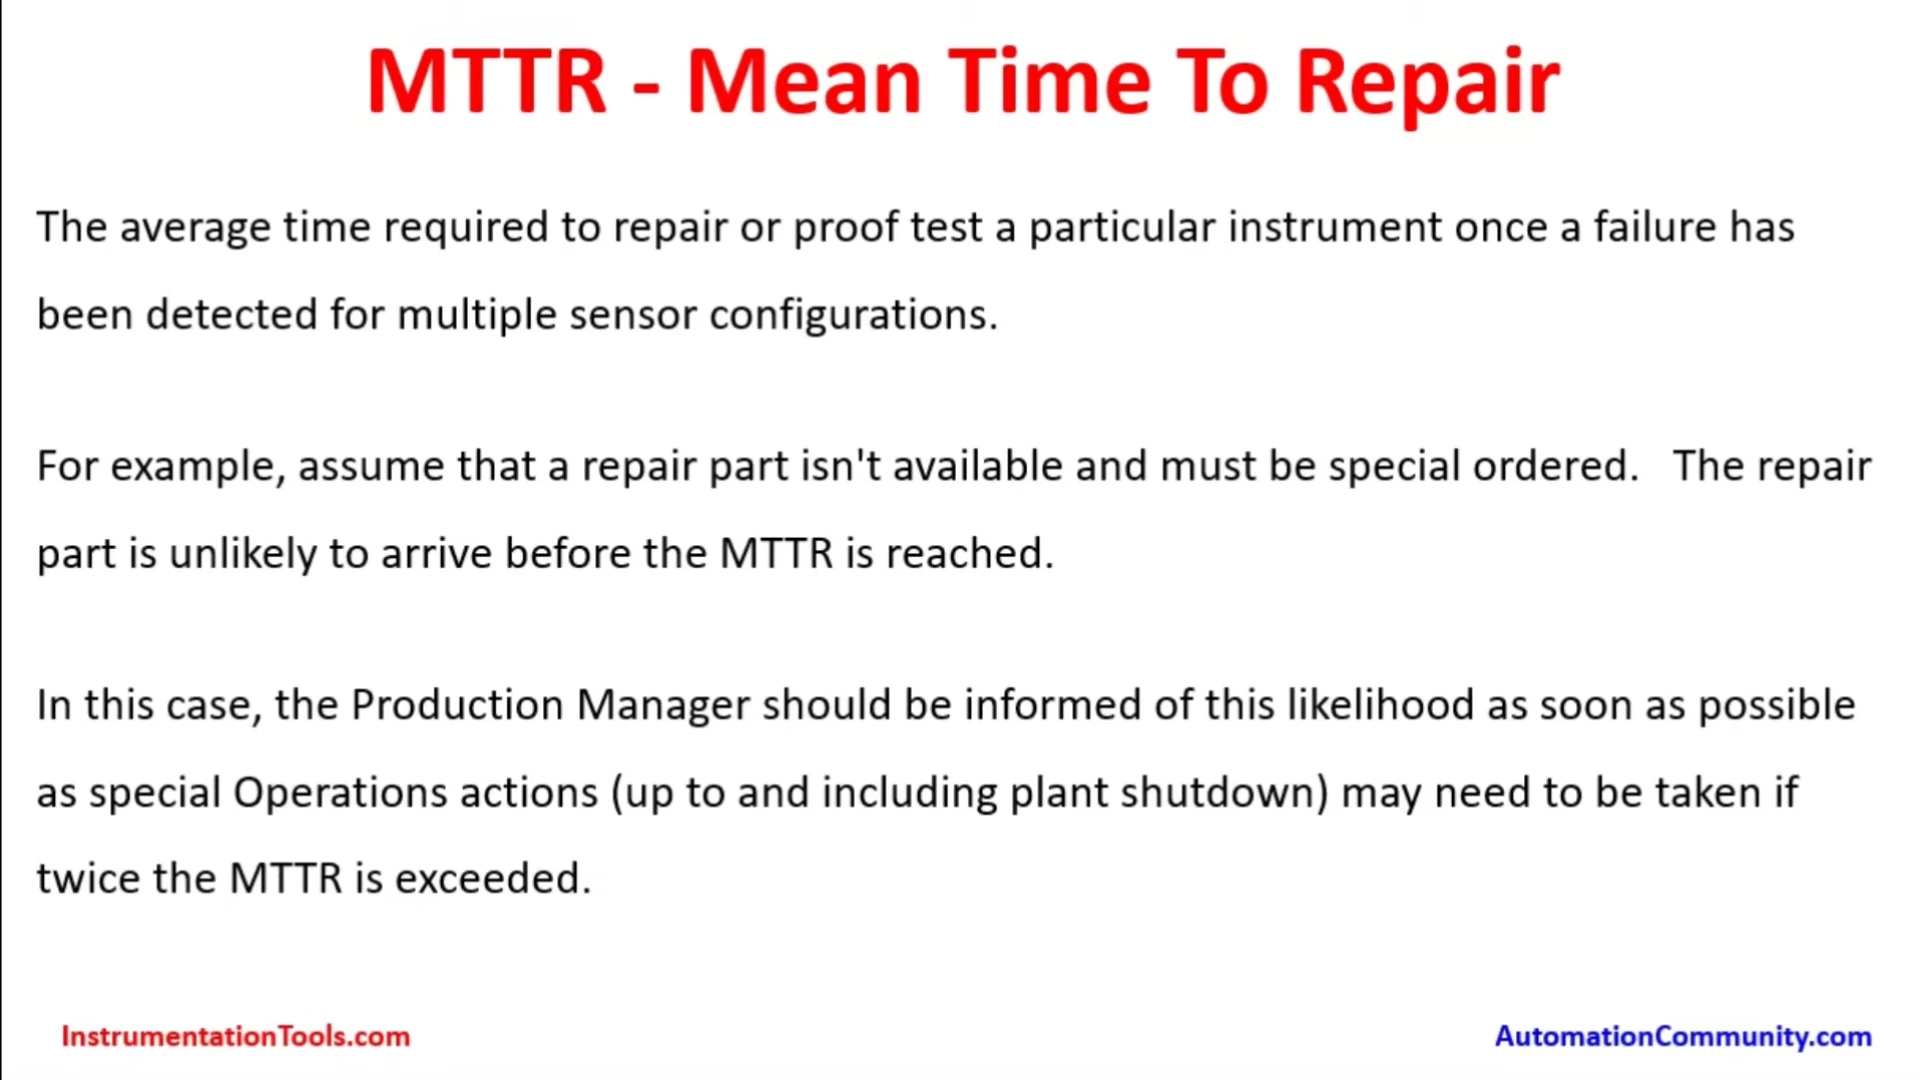 MTTR - Mean Time To Repair
The average time required to repair or proof test a particular instrument once a failure has
been detected for multiple sensor configurations.
For example, assume that a repair part isn't available and must be special ordered.   The repair
part is unlikely to arrive before the MTTR is reached.
In this case, the Production Manager should be informed of this likelihood as soon as possible
as special Operations actions (up to and including plant shutdown) may need to be taken if
twice the MTTR is exceeded.
InstrumentationTools.com
AutomationCommunity.com